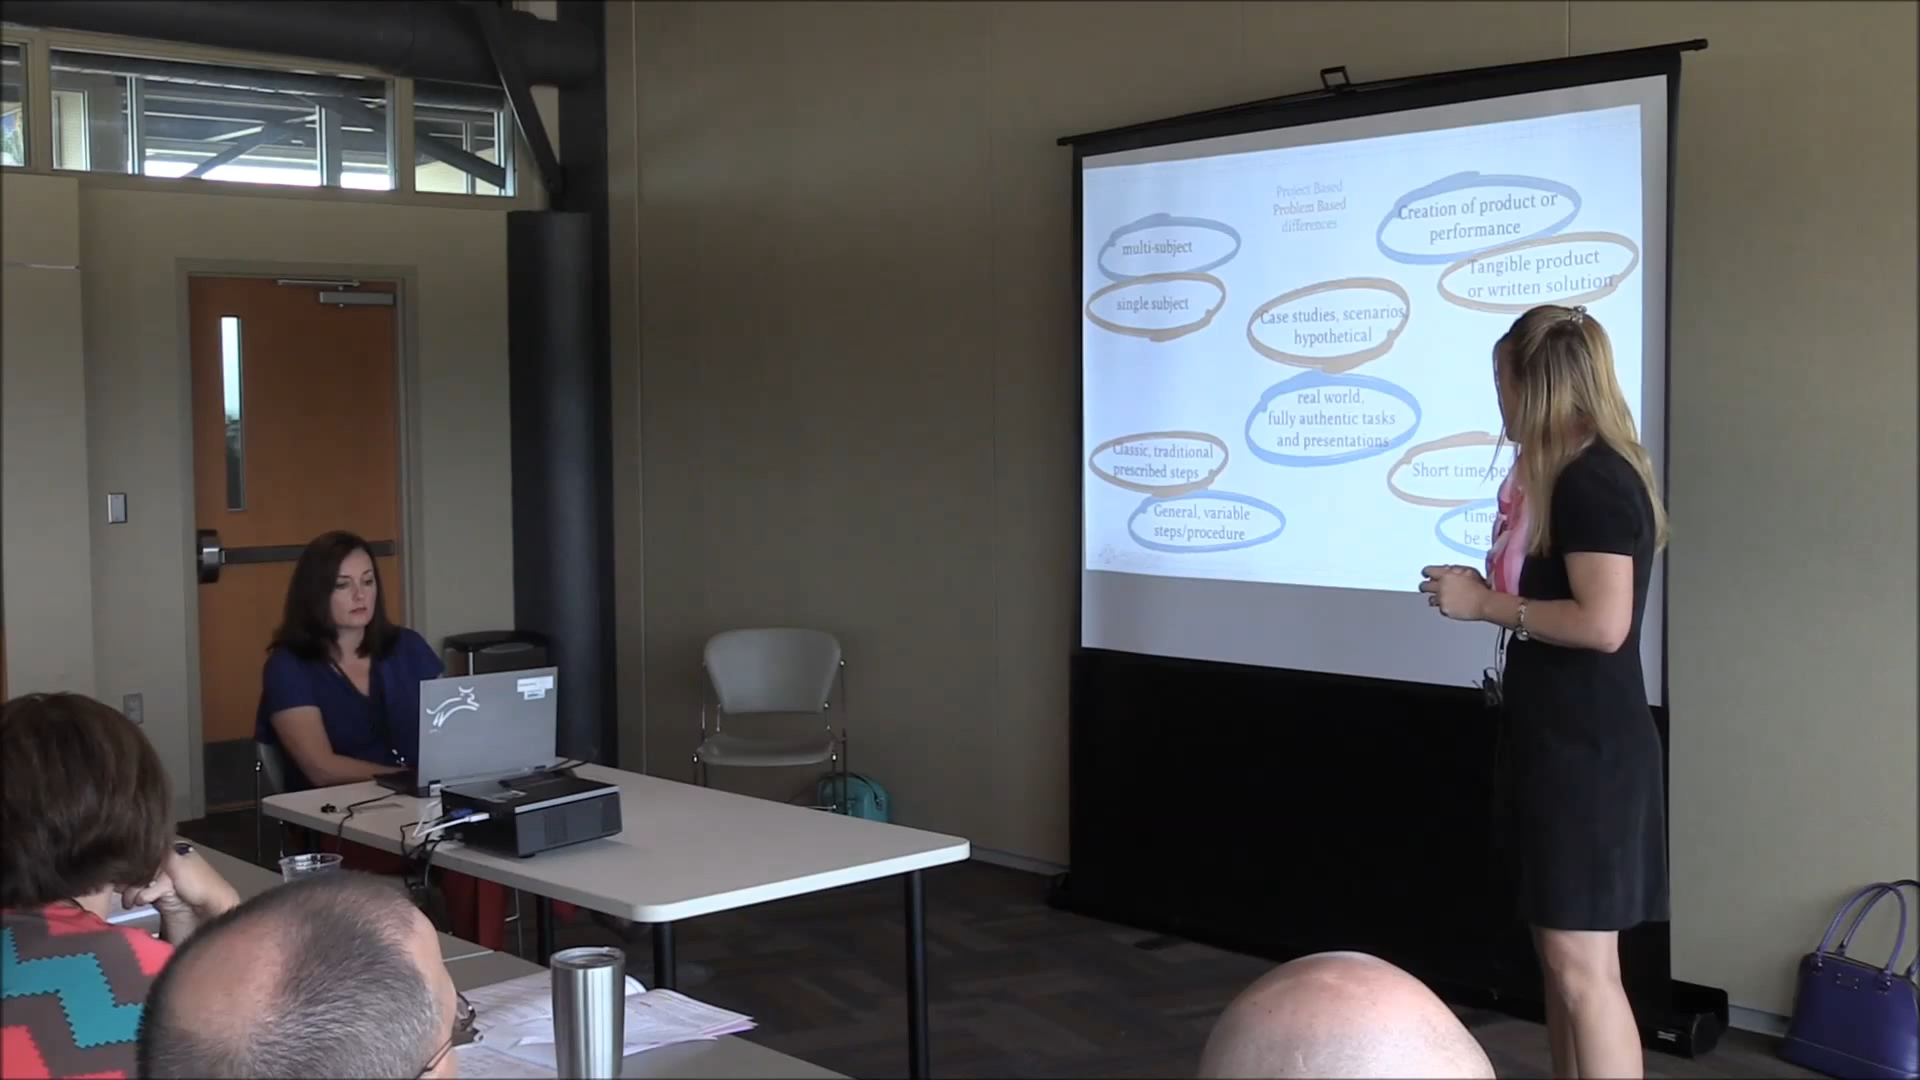 Project Based
Problem Based
differences
Creation of product or
performance
multi-subject
Tangible product
or written solution
single subject
Case studies, scenarios,
hypothetical
real world,
fully authentic tasks
and presentations
Classic, traditional
prescribed steps
Short time
General, variable
steps/procedure
time
be